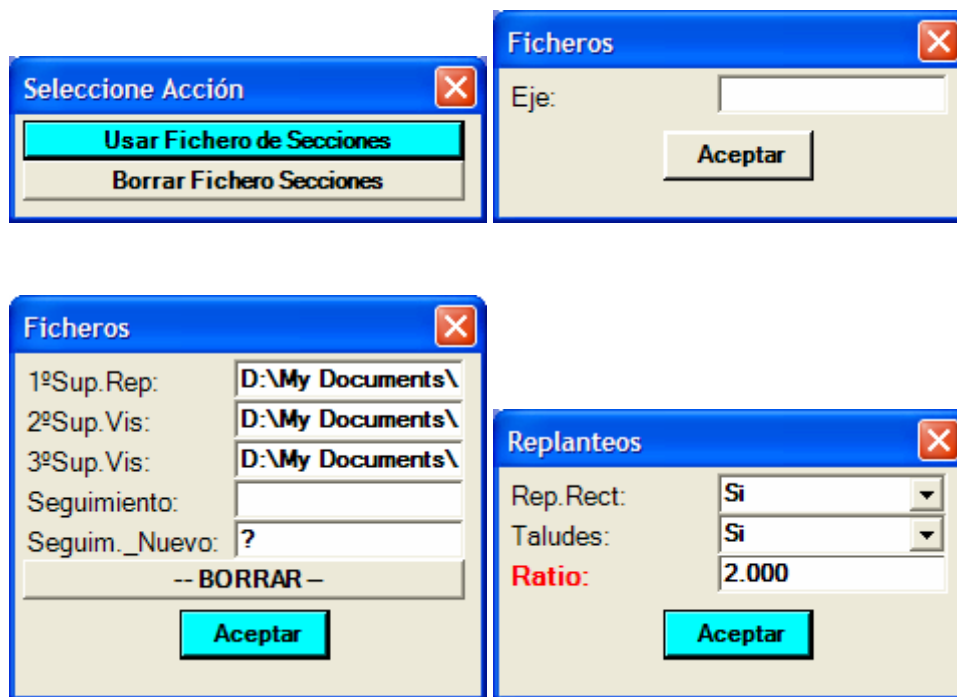 Seleccione Acción
Usar Fichero de Secciones
Borrar Fichero Secciones
Ficheros
Eje:
Aceptar
Ficheros
1ºSup.Rep: D:\My Documents\
2ºSup.Vis: D:\My Documents\
3ºSup.Vis: D:\My Documents\
Seguimiento:
Seguim._Nuevo: ?
-- BORRAR --
Aceptar
Replanteos
Rep.Rect: Si
Taludes: Si
Ratio: 2.000
Aceptar